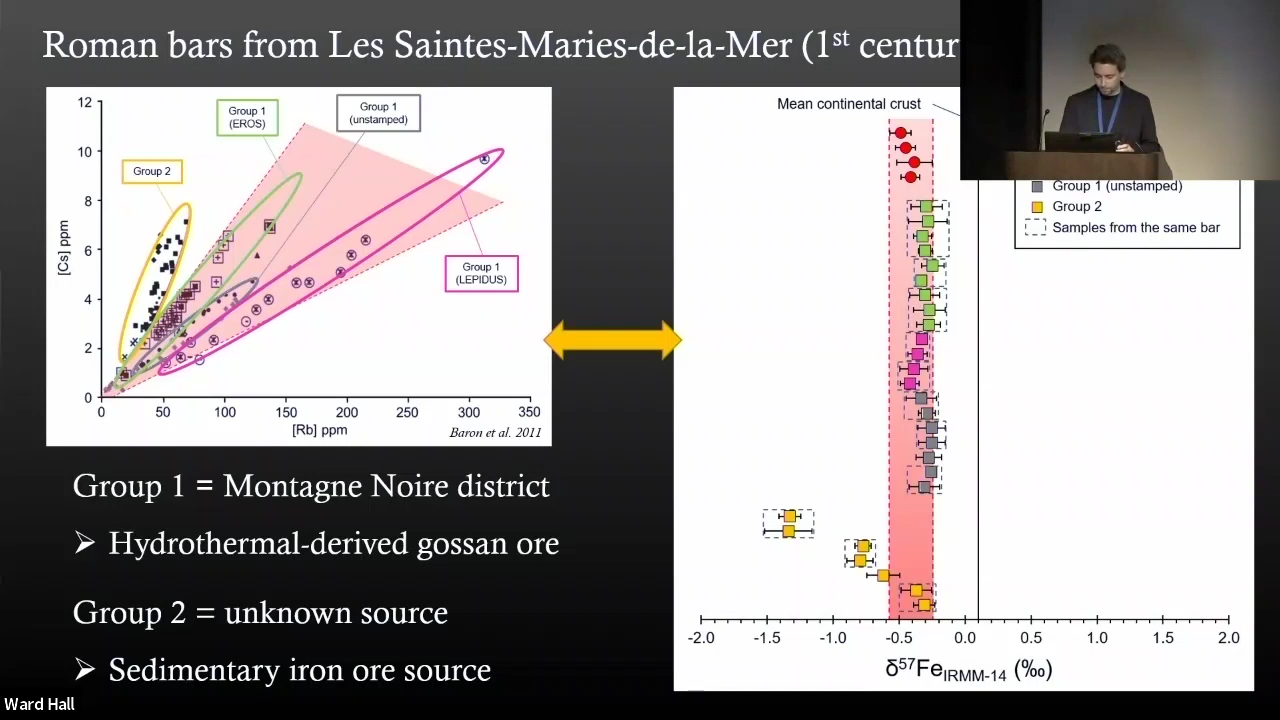 Roman bars from Les Saintes-Maries-de-la-Mer (1st centur
12
10
8
6
4
2
0
[Cs] ppm
Group 2
Group 1
(EROS)
Group 1
(unstamped)
Group 1
(LEPIDUS)
0
50
100
150
200
250
300
350
[Rb] ppm
Baron et al. 2011
Group 1 = Montagne Noire district
➢ Hydrothermal-derived gossan ore
Group 2 = unknown source
➢ Sedimentary iron ore source
Mean continental crust
Group 1 (unstamped)
Group 2
Samples from the same bar
-2.0
-1.5
-1.0
-0.5
0.0
0.5
1.0
1.5
2.0
δ57FeIRMM-14 (‰)
Ward Hall